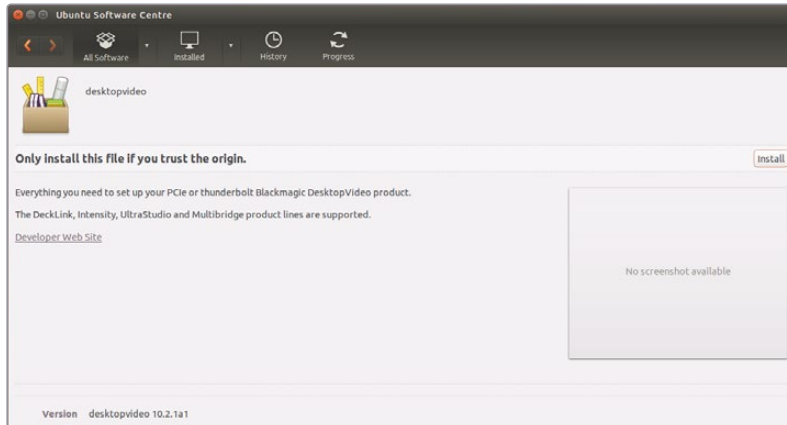 Ubuntu Software Centre
All Software
Installed
History
Progress
desktopvideo
Only install this file if you trust the origin.
Install
Everything you need to set up your PCIe or thunderbolt Blackmagic DesktopVideo product.
The DeckLink, Intensity, UltraStudio and Multibridge product lines are supported.
Developer Web Site
No screenshot available
Version desktopvideo 10.2.1a1